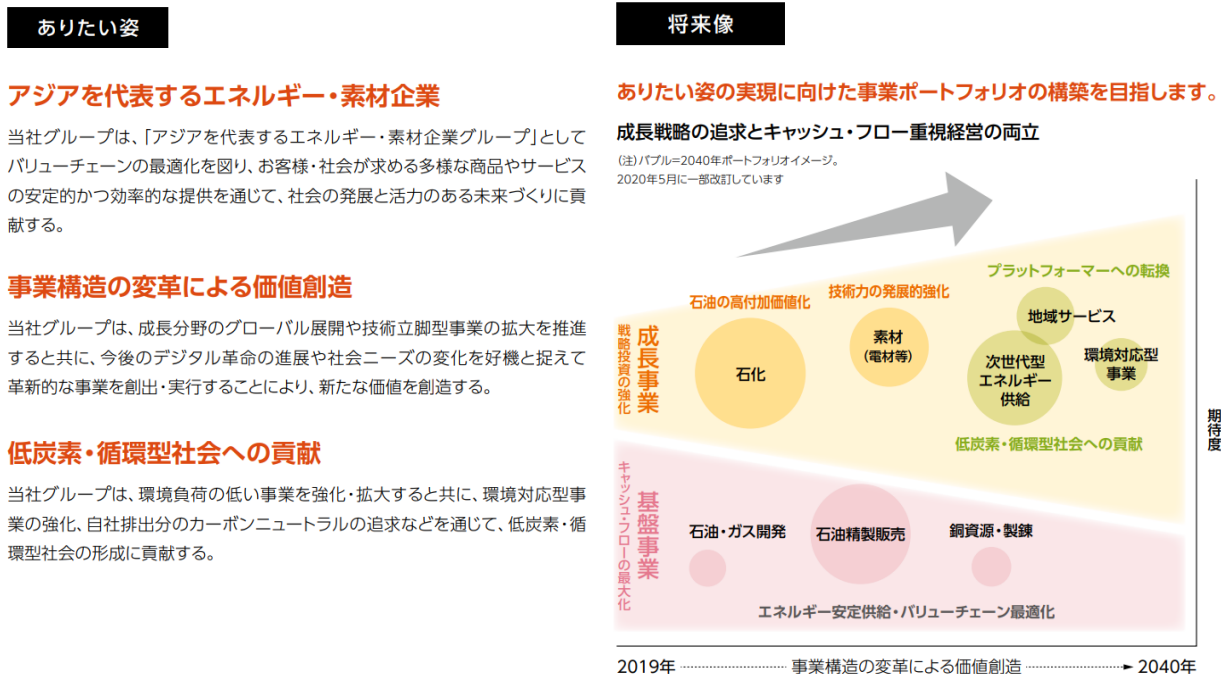 ありたい姿
アジアを代表するエネルギー・素材企業
当社グループは、「アジアを代表するエネルギー・素材企業グループ」として
バリューチェーンの最適化を図り、お客様・社会が求める多様な商品やサービス
の安定的かつ効率的な提供を通じて、社会の発展と活力のある未来づくりに貢
献する。
事業構造の変革による価値創造
当社グループは、成長分野のグローバル展開や技術立脚型事業の拡大を推進
すると共に、今後のデジタル革命の進展や社会ニーズの変化を好機と捉えて
革新的な事業を創出・実行することにより、新たな価値を創造する。
低炭素・循環型社会への貢献
当社グループは、環境負荷の低い事業を強化・拡大すると共に、環境対応型事
業の強化、自社排出分のカーボンニュートラルの追求などを通じて、低炭素・循
環型社会の形成に貢献する。
将来像
ありたい姿の実現に向けた事業ポートフォリオの構築を目指します。
成長戦略の追求とキャッシュ・フロー重視経営の両立
(注)バブル=2040年ポートフォリオイメージ。
2020年5月に一部改訂しています
プラットフォーマーへの転換
技術力の発展的強化
石油の高付加価値化
地域サービス
成長事業
戦略投資の強化
石化
素材
(電材等)
次世代型
エネルギー
供給
環境対応型
事業
低炭素・循環型社会への貢献
期待度
基盤事業
キャッシュ・フローの最大化
石油・ガス開発
石油精製販売
銅資源・製錬
エネルギー安定供給・バリューチェーン最適化
2019年 事業構造の変革による価値創造 2040年